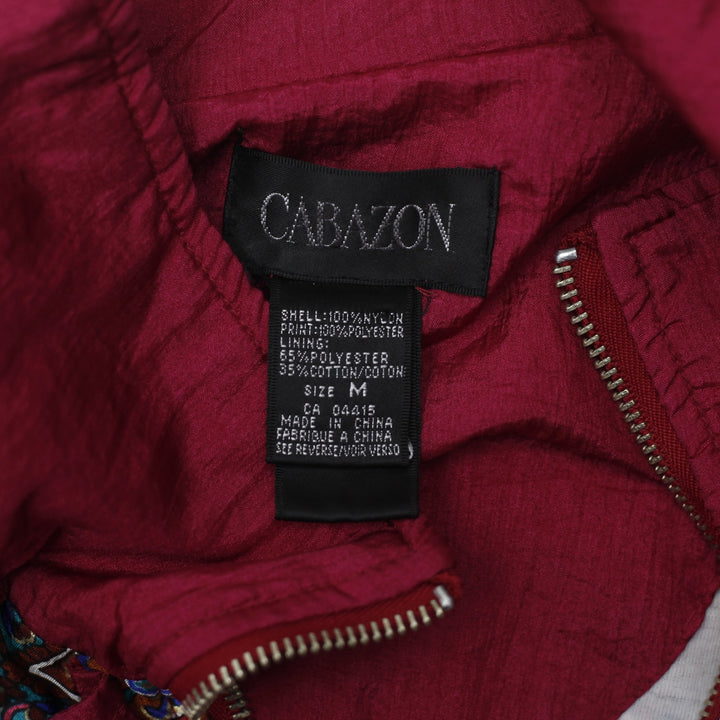 CABAZON
SHELL:100%NYLON
PRINT:100%POLYESTER
LINING:
65%POLYESTER
35%COTTON/COTON
SIZE M
CA 04415
MADE IN CHINA
FABRIQUE A CHINA
SEE REVERSE/VOIR VERSO